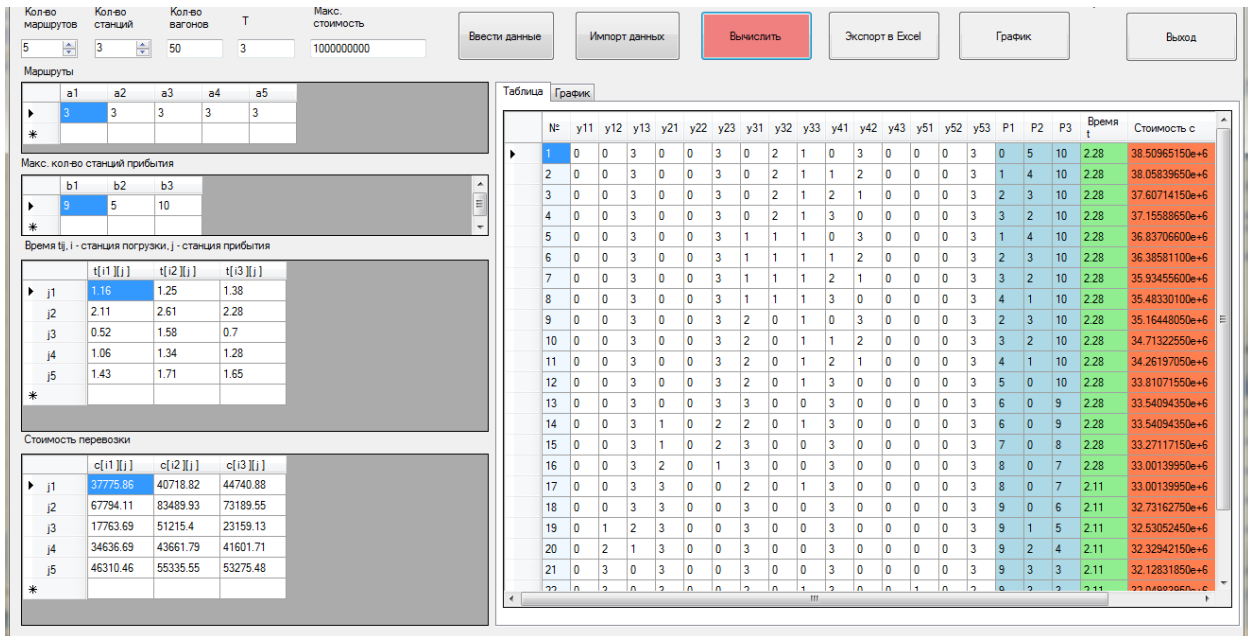 Кол-во маршрутов Кол-во станций Кол-во вагонов T Макс. стоимость
5 3 50 3 1000000000
Ввести данные Импорт данных Вычислить Экспорт в Excel График Выход
Маршруты
a1 a2 a3 a4 a5
3 3 3 3 3
Макс. кол-во станций прибытия
b1 b2 b3
9 5 10
Время tij, i - станция погрузки, j - станция прибытия
t[i1][j] t[i2][j] t[i3][j]
j1 1.16 1.25 1.38
j2 2.11 2.61 2.28
j3 0.52 1.58 0.7
j4 1.06 1.34 1.28
j5 1.43 1.71 1.65
Стоимость перевозки
c[i1][j] c[i2][j] c[i3][j]
j1 37775.86 40718.82 44740.88
j2 67794.11 83489.93 73189.55
j3 17763.69 51215.4 23159.13
j4 34636.69 43661.79 41601.71
j5 46310.46 55335.55 53275.48
Таблица График
№ y11 y12 y13 y21 y22 y23 y31 y32 y33 y41 y42 y43 y51 y52 y53 P1 P2 P3 Время t Стоимость c
1 0 0 3 0 0 3 0 2 1 0 3 0 0 0 3 0 5 10 2.28 38.50965150e+6
2 0 0 3 0 0 3 0 2 1 1 2 0 0 0 3 1 4 10 2.28 38.05839650e+6
3 0 0 3 0 0 3 0 2 1 2 1 0 0 0 3 2 3 10 2.28 37.60714150e+6
4 0 0 3 0 0 3 0 2 1 3 0 0 0 0 3 3 2 10 2.28 37.15588650e+6
5 0 0 3 0 0 3 1 1 1 0 3 0 0 0 3 1 4 10 2.28 36.83706600e+6
6 0 0 3 0 0 3 1 1 1 1 2 0 0 0 3 2 3 10 2.28 36.38581100e+6
7 0 0 3 0 0 3 1 1 1 2 1 0 0 0 3 3 2 10 2.28 35.93455600e+6
8 0 0 3 0 0 3 1 1 1 3 0 0 0 0 3 4 1 10 2.28 35.48330100e+6
9 0 0 3 0 0 3 2 0 1 0 3 0 0 0 3 2 3 10 2.28 35.16448050e+6
10 0 0 3 0 0 3 2 0 1 1 2 0 0 0 3 3 2 10 2.28 34.71322550e+6
11 0 0 3 0 0 3 2 0 1 2 1 0 0 0 3 4 1 10 2.28 34.26197050e+6
12 0 0 3 0 0 3 2 0 1 3 0 0 0 0 3 5 0 10 2.28 33.81071550e+6
13 0 0 3 0 0 3 3 0 0 3 0 0 0 0 3 6 0 9 2.28 33.54094350e+6
14 0 0 3 1 0 2 2 0 1 3 0 0 0 0 3 6 0 9 2.28 33.54094350e+6
15 0 0 3 1 0 2 3 0 0 3 0 0 0 0 3 7 0 8 2.28 33.27117150e+6
16 0 0 3 2 0 1 3 0 0 3 0 0 0 0 3 8 0 7 2.28 33.00139950e+6
17 0 0 3 3 0 0 2 0 1 3 0 0 0 0 3 8 0 7 2.11 33.00139950e+6
18 0 0 3 3 0 0 3 0 0 3 0 0 0 0 3 9 0 6 2.11 32.73162750e+6
19 0 1 2 3 0 0 3 0 0 3 0 0 0 0 3 9 1 5 2.11 32.53052450e+6
20 0 2 1 3 0 0 3 0 0 3 0 0 0 0 3 9 2 4 2.11 32.32942150e+6
21 0 3 0 3 0 0 3 0 0 3 0 0 0 0 3 9 3 3 2.11 32.12831850e+6